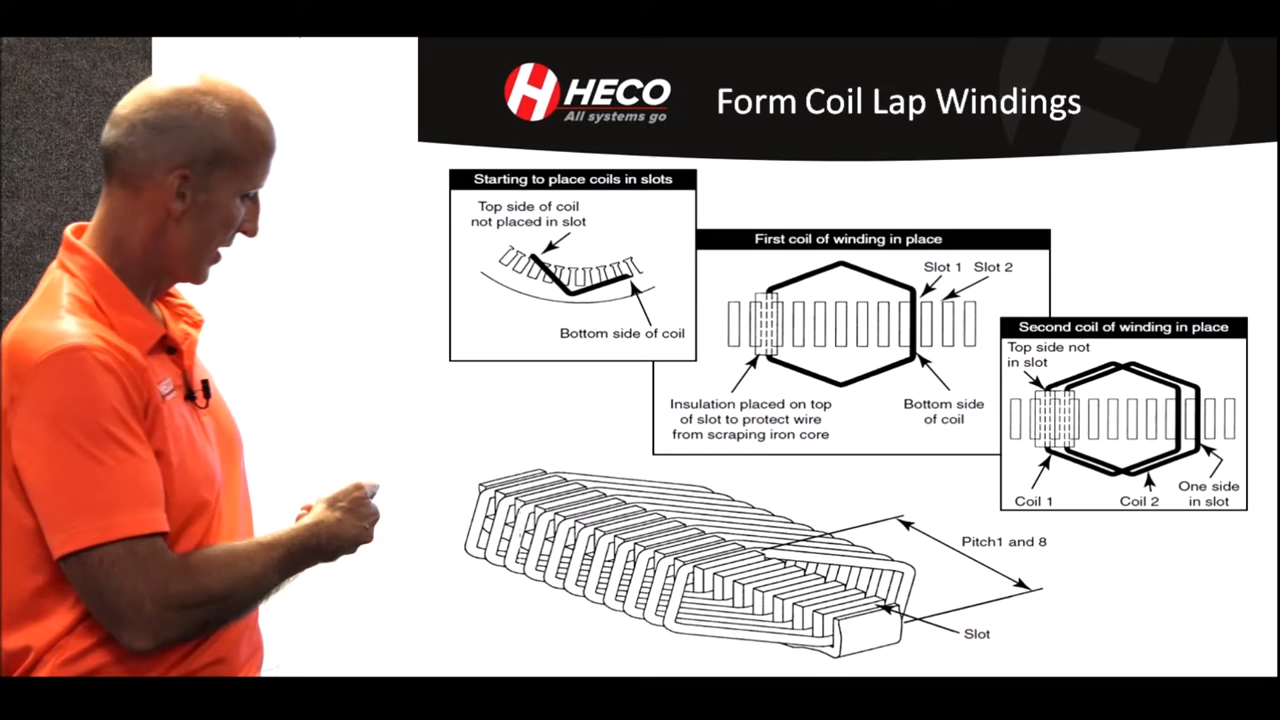 HECO
All systems go
Form Coil Lap Windings
Starting to place coils in slots
Top side of coil
not placed in slot
Bottom side of coil
First coil of winding in place
Slot 1 Slot 2
Insulation placed on top
of slot to protect wire
from scraping iron core
Bottom side
of coil
Second coil of winding in place
Top side not
in slot
Coil 1
Coil 2
One side
in slot
Pitch1 and 8
Slot